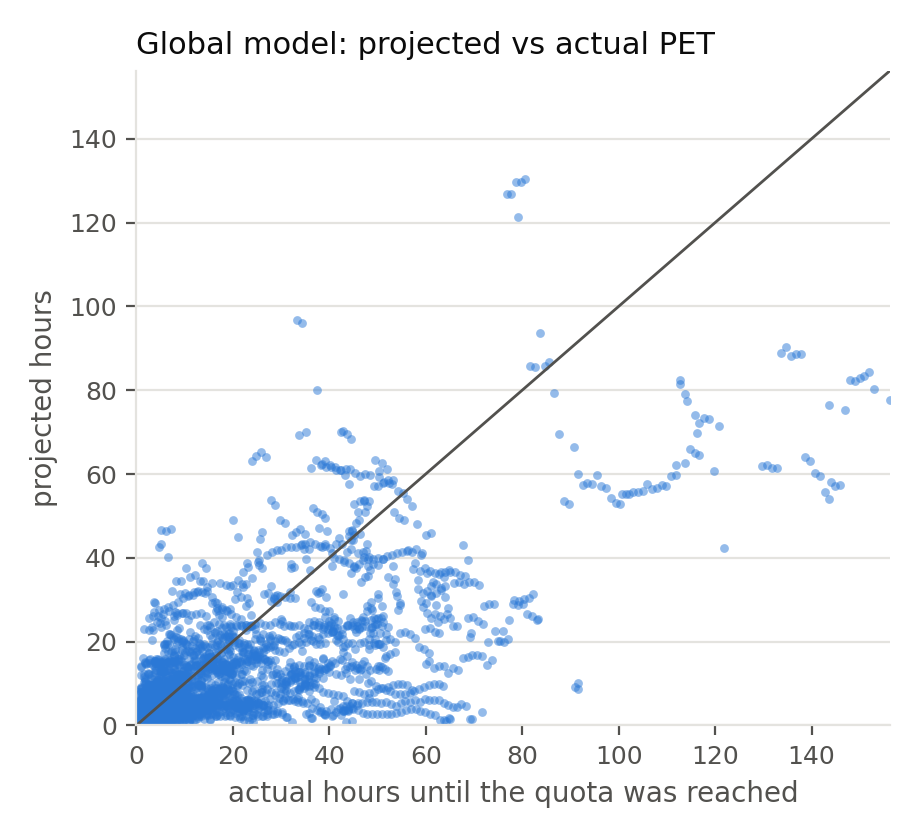 Global model: projected vs actual PET
140
120
100
80
60
40
20
0
projected hours
0 20 40 60 80 100 120 140
actual hours until the quota was reached